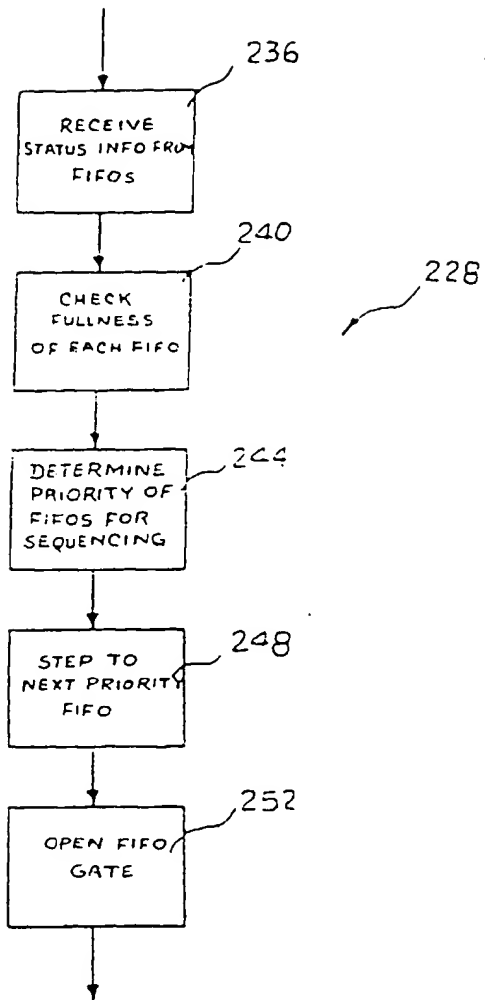 236
RECEIVE
STATUS INFO FROM
FIFOS
240
CHECK
FULLNESS
OF EACH FIFO
228
244
DETERMINE
PRIORITY OF
FIFOS FOR
SEQUENCING
248
STEP TO
NEXT PRIORITY
FIFO
252
OPEN FIFO
GATE